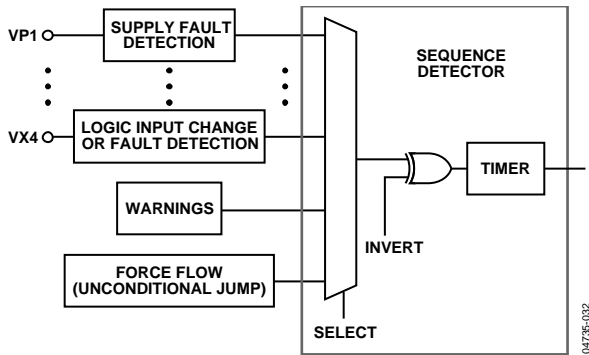 VP1
SUPPLY FAULT
DETECTION
SEQUENCE
DETECTOR
VX4
LOGIC INPUT CHANGE
OR FAULT DETECTION
TIMER
WARNINGS
INVERT
FORCE FLOW
(UNCONDITIONAL JUMP)
SELECT
04735-032